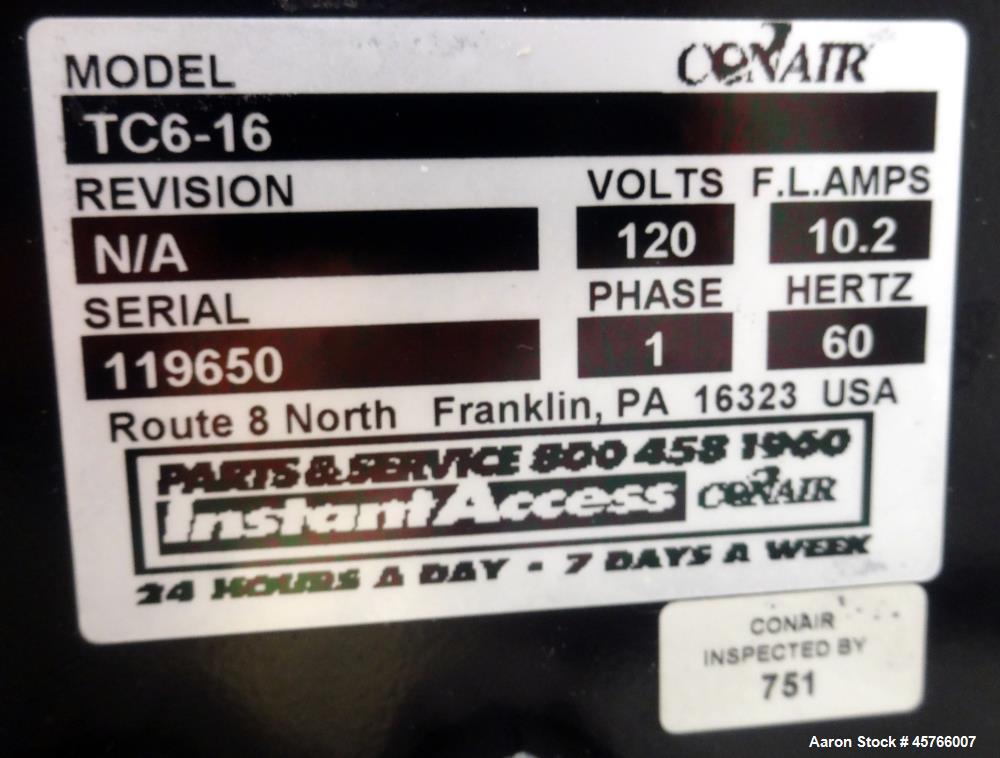 MODEL CONAIR
TC6-16
REVISION VOLTS F.L.AMPS
N/A 120 10.2
SERIAL PHASE HERTZ
119650 1 60
Route 8 North Franklin, PA 16323 USA
PARTS & SERVICE 800 458 1960
InstantAccess CONAIR
24 HOURS A DAY - 7 DAYS A WEEK
CONAIR
INSPECTED BY
751
Aaron Stock # 45766007